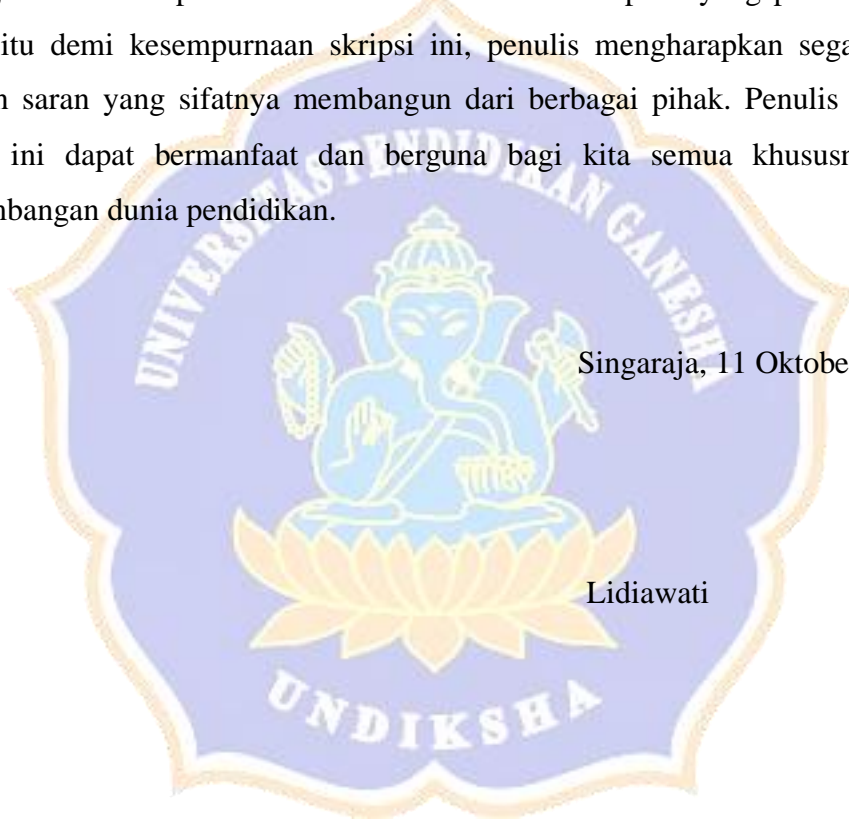 itu demi kesempurnaan skripsi ini, penulis mengharapkan sega
saran yang sifatnya membangun dari berbagai pihak. Penulis
ini dapat bermanfaat dan berguna bagi kita semua khususn
mbangan dunia pendidikan.
UNIVERSITAS PENDIDIKAN GANESHA
Singaraja, 11 Oktobe
Lidiawati
UNDIKSHA